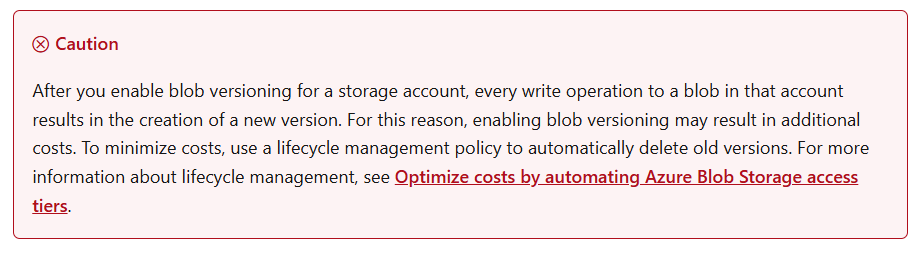 Caution
After you enable blob versioning for a storage account, every write operation to a blob in that account
results in the creation of a new version. For this reason, enabling blob versioning may result in additional
costs. To minimize costs, use a lifecycle management policy to automatically delete old versions. For more
information about lifecycle management, see Optimize costs by automating Azure Blob Storage access
tiers.